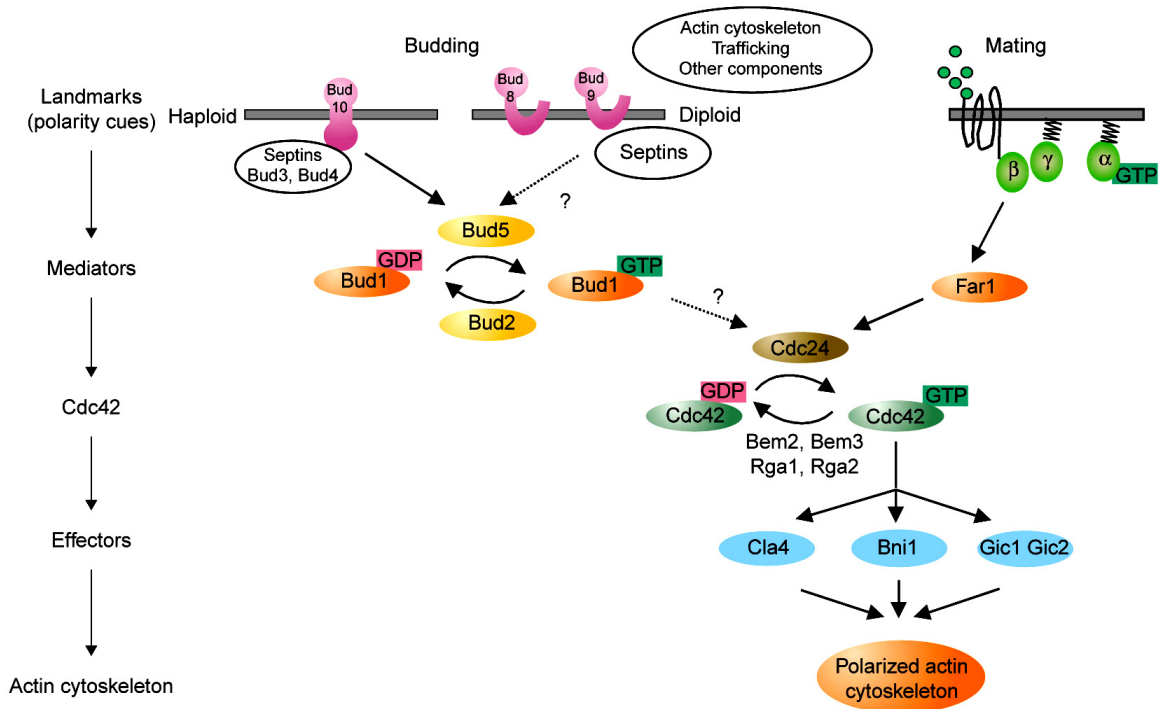 Budding
Actin cytoskeleton
Trafficking
Other components
Mating
Landmarks
(polarity cues)
Haploid
Bud
10
Bud
8
Bud
9
Diploid
Septins
Bud3, Bud4
Septins
β
γ
α
GTP
?
Bud5
Mediators
GDP
Bud1
GTP
Bud1
Bud2
?
Far1
Cdc24
Cdc42
GDP
Cdc42
GTP
Cdc42
Bem2, Bem3
Rga1, Rga2
Effectors
Cla4
Bni1
Gic1 Gic2
Actin cytoskeleton
Polarized actin
cytoskeleton